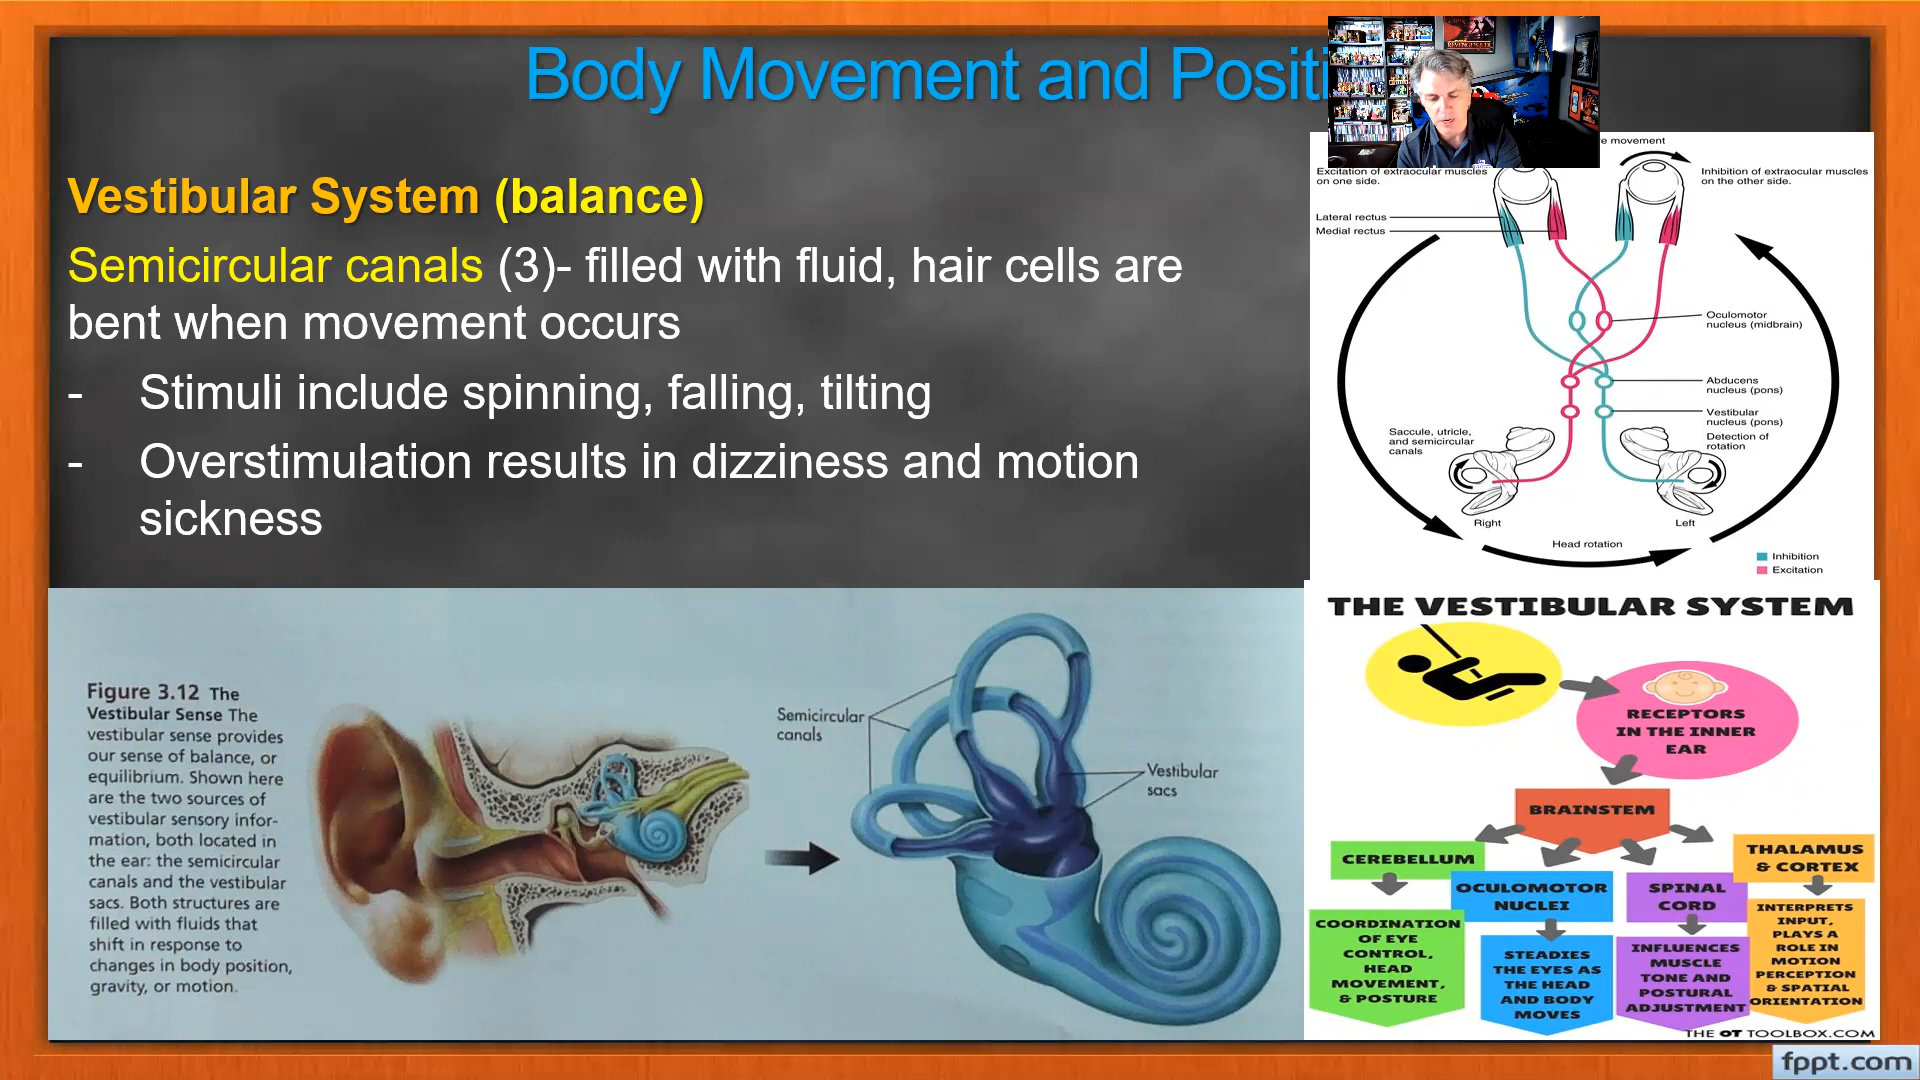 Body Movement and Positi
Vestibular System (balance)
Semicircular canals (3)- filled with fluid, hair cells are
bent when movement occurs
- Stimuli include spinning, falling, tilting
- Overstimulation results in dizziness and motion
sickness
movement
Excitation of extraocular muscles
on one side.
Inhibition of extraocular muscles
on the other side.
Lateral rectus
Medial rectus
Oculomotor
nucleus (midbrain)
Abducens
nucleus (pons)
Vestibular
nucleus (pons)
Saccule, utricle,
and semicircular
canals
Detection of
rotation
Right
Left
Head rotation
Inhibition
Excitation
Figure 3.12 The
Vestibular Sense The
vestibular sense provides
our sense of balance, or
equilibrium. Shown here
are the two sources of
vestibular sensory infor-
mation, both located in
the ear: the semicircular
canals and the vestibular
sacs. Both structures are
filled with fluids that
shift in response to
changes in body position,
gravity, or motion.
Semicircular
canals
Vestibular
sacs
THE VESTIBULAR SYSTEM
RECEPTORS
IN THE INNER
EAR
BRAINSTEM
CEREBELLUM
OCULOMOTOR
NUCLEI
SPINAL
CORD
THALAMUS
& CORTEX
COORDINATION
OF EYE
CONTROL,
HEAD
MOVEMENT,
& POSTURE
STEADIES
THE EYES AS
THE HEAD
AND BODY
MOVES
INFLUENCES
MUSCLE
TONE AND
POSTURAL
ADJUSTMENT
INTERPRETS
INPUT,
PLAYS A
ROLE IN
MOTION
PERCEPTION
& SPATIAL
ORIENTATION
THE OT TOOLBOX.COM
fppt.com